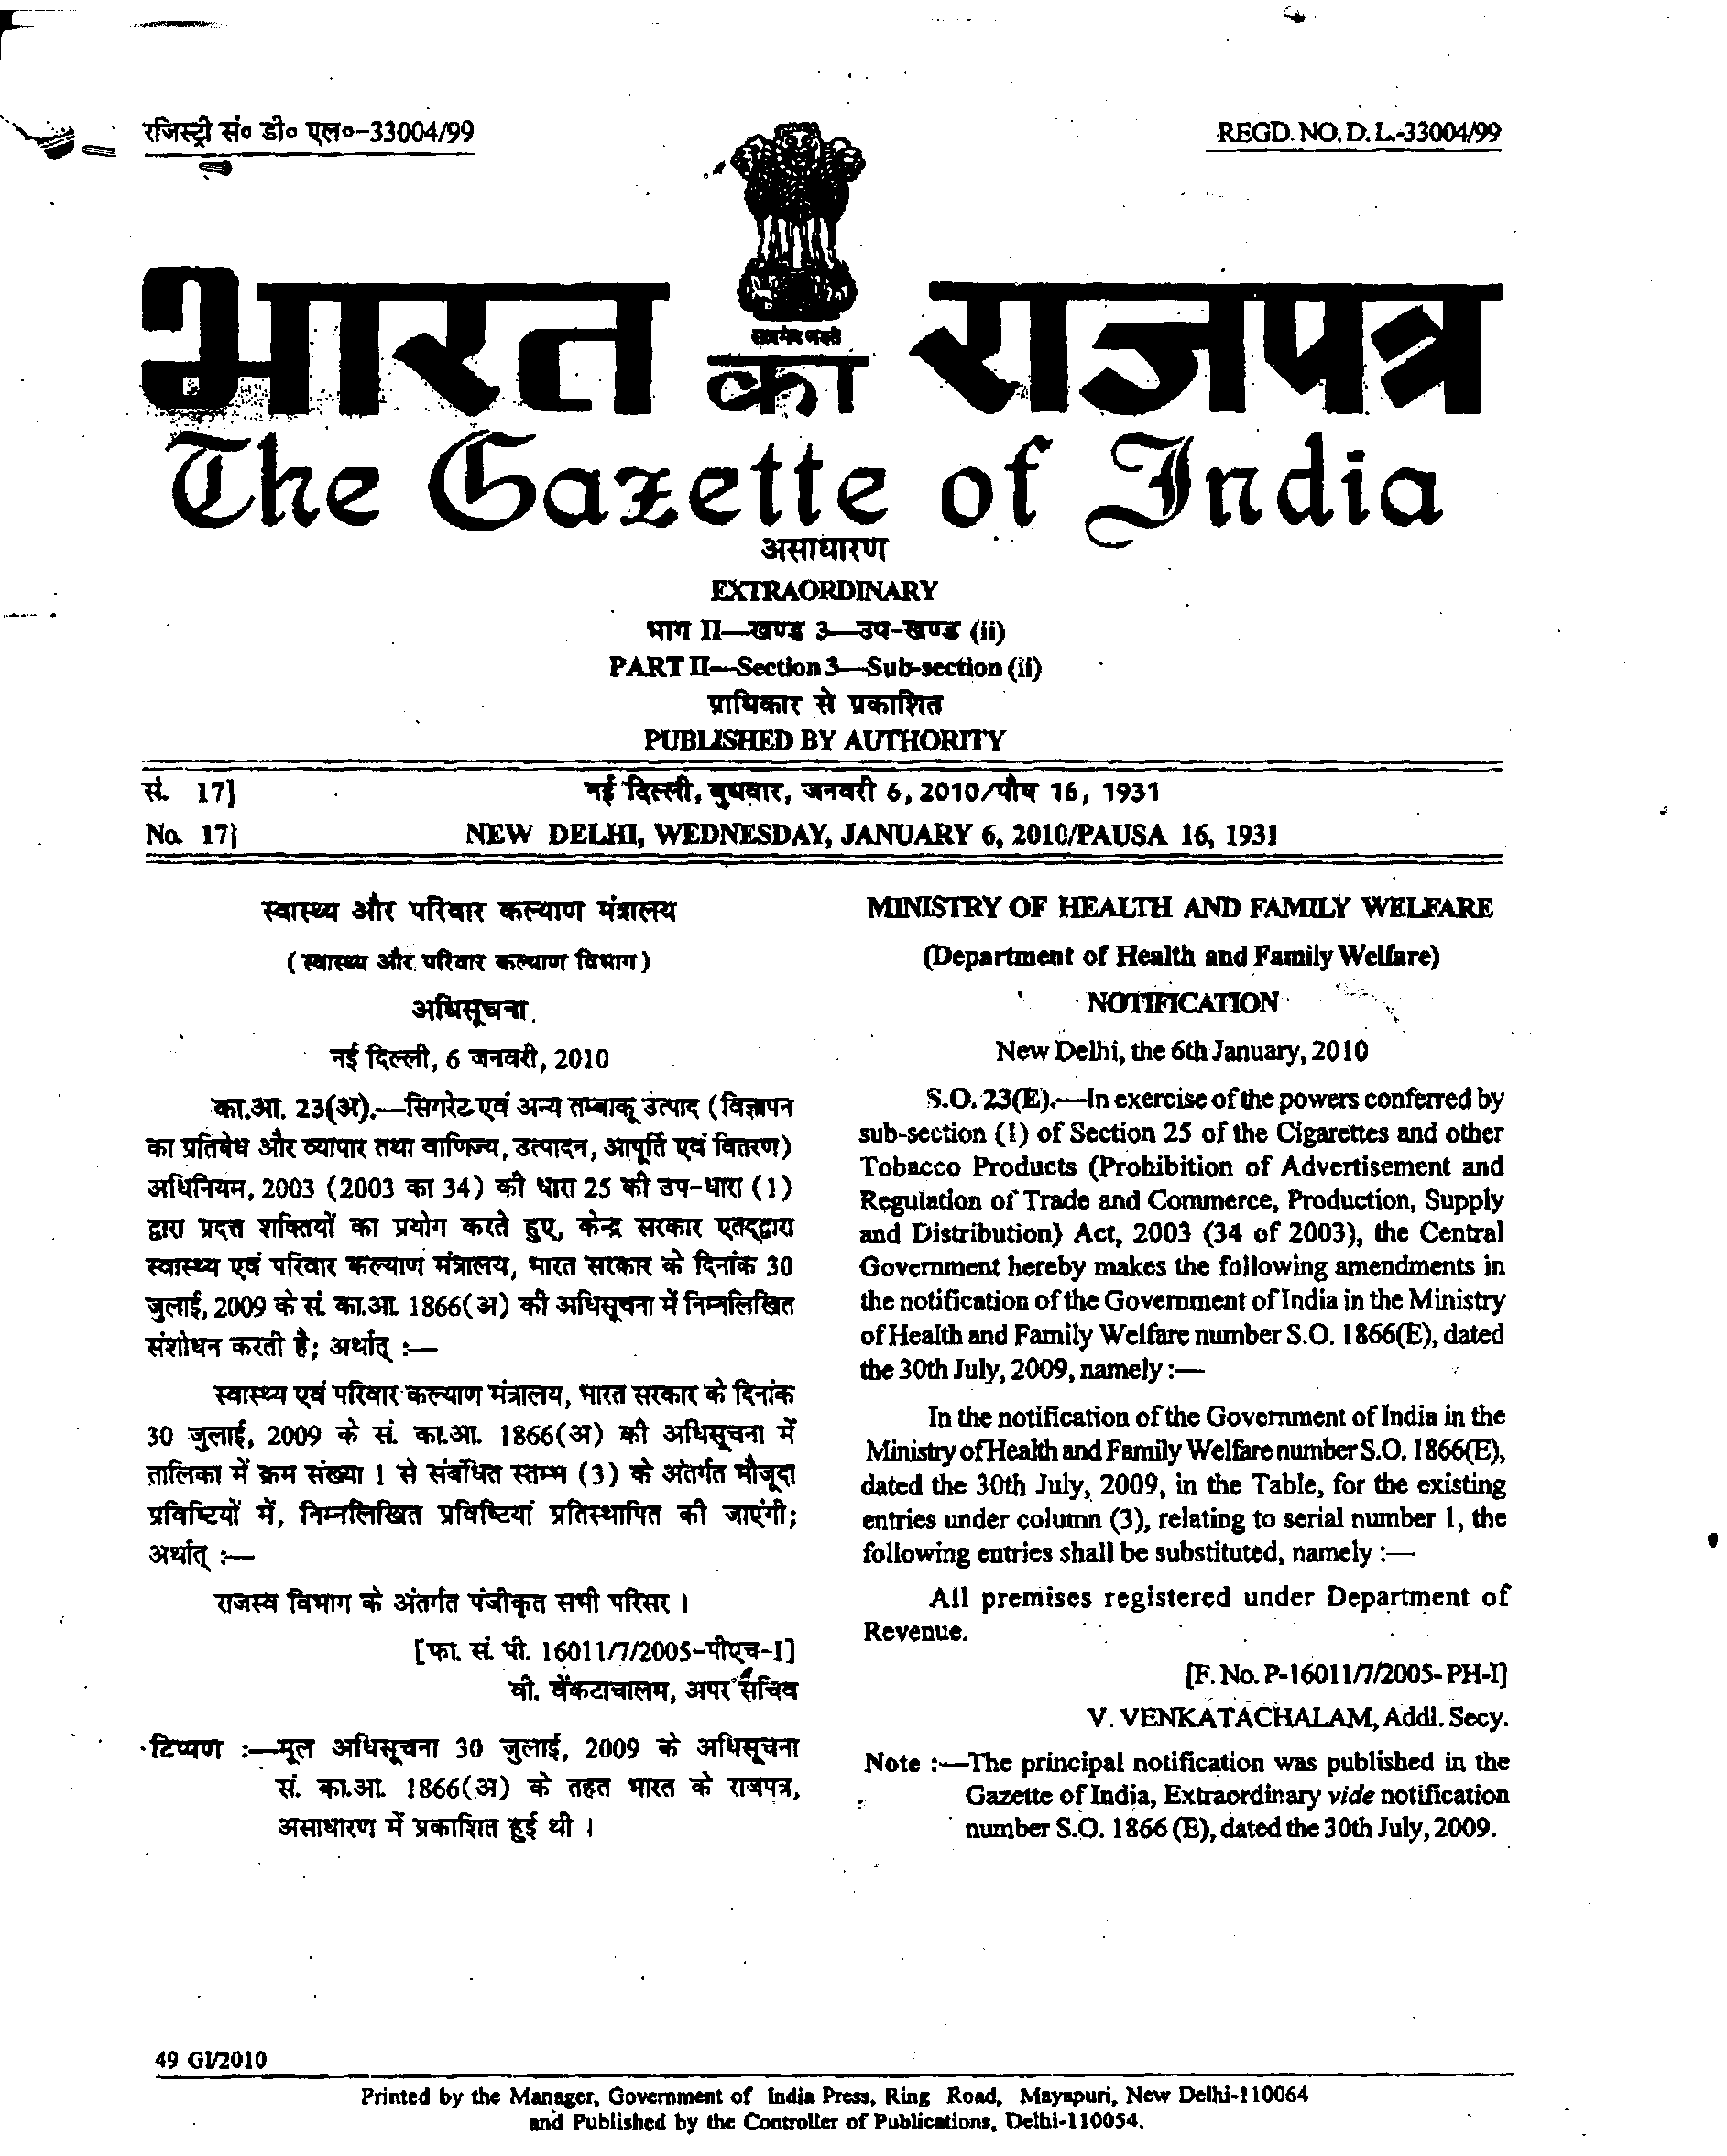 रजिस्ट्री सं० डी० एल०-33004/99
REGD. NO. D. L.-33004/99
सत्यमेव जयते
भारत का राजपत्र
The Gazette of India
असाधारण
EXTRAORDINARY
भाग II—खण्ड 3—उप-खण्ड (ii)
PART II—Section 3—Sub-section (ii)
प्राधिकार से प्रकाशित
PUBLISHED BY AUTHORITY
सं. 17] नई दिल्ली, बुधवार, जनवरी 6, 2010/पौष 16, 1931
No. 17] NEW DELHI, WEDNESDAY, JANUARY 6, 2010/PAUSA 16, 1931
स्वास्थ्य और परिवार कल्याण मंत्रालय
(स्वास्थ्य और परिवार कल्याण विभाग)
अधिसूचना
नई दिल्ली, 6 जनवरी, 2010
का.आ. 23(अ).—सिगरेट एवं अन्य तम्बाकू उत्पाद (विज्ञापन
का प्रतिषेध और व्यापार तथा वाणिज्य, उत्पादन, आपूर्ति एवं वितरण)
अधिनियम, 2003 (2003 का 34) की धारा 25 की उप-धारा (1)
द्वारा प्रदत्त शक्तियों का प्रयोग करते हुए, केन्द्र सरकार एतद्द्वारा
स्वास्थ्य एवं परिवार कल्याण मंत्रालय, भारत सरकार के दिनांक 30
जुलाई, 2009 के सं. का.आ. 1866(अ) की अधिसूचना में निम्नलिखित
संशोधन करती है; अर्थात् :—
स्वास्थ्य एवं परिवार कल्याण मंत्रालय, भारत सरकार के दिनांक
30 जुलाई, 2009 के सं. का.आ. 1866(अ) की अधिसूचना में
तालिका में क्रम संख्या 1 से संबंधित स्तम्भ (3) के अंतर्गत मौजूदा
प्रविष्टियों में, निम्नलिखित प्रविष्टियां प्रतिस्थापित की जाएंगी;
अर्थात् :—
राजस्व विभाग के अंतर्गत पंजीकृत सभी परिसर ।
[फा. सं. पी. 16011/7/2005-पीएच-I]
वी. वेंकटाचालम, अपर सचिव
टिप्पण :—मूल अधिसूचना 30 जुलाई, 2009 के अधिसूचना
सं. का.आ. 1866(अ) के तहत भारत के राजपत्र,
असाधारण में प्रकाशित हुई थी ।
MINISTRY OF HEALTH AND FAMILY WELFARE
(Department of Health and Family Welfare)
NOTIFICATION
New Delhi, the 6th January, 2010
S.O. 23(E).—In exercise of the powers conferred by
sub-section (1) of Section 25 of the Cigarettes and other
Tobacco Products (Prohibition of Advertisement and
Regulation of Trade and Commerce, Production, Supply
and Distribution) Act, 2003 (34 of 2003), the Central
Government hereby makes the following amendments in
the notification of the Government of India in the Ministry
of Health and Family Welfare number S.O. 1866(E), dated
the 30th July, 2009, namely :—
In the notification of the Government of India in the
Ministry of Health and Family Welfare number S.O. 1866(E),
dated the 30th July, 2009, in the Table, for the existing
entries under column (3), relating to serial number 1, the
following entries shall be substituted, namely :—
All premises registered under Department of
Revenue.
[F. No. P-16011/7/2005- PH-I]
V. VENKATACHALAM, Addl. Secy.
Note :—The principal notification was published in the
Gazette of India, Extraordinary vide notification
number S.O. 1866 (E), dated the 30th July, 2009.
49 GI/2010
Printed by the Manager, Government of India Press, Ring Road, Mayapuri, New Delhi-110064
and Published by the Controller of Publications, Delhi-110054.